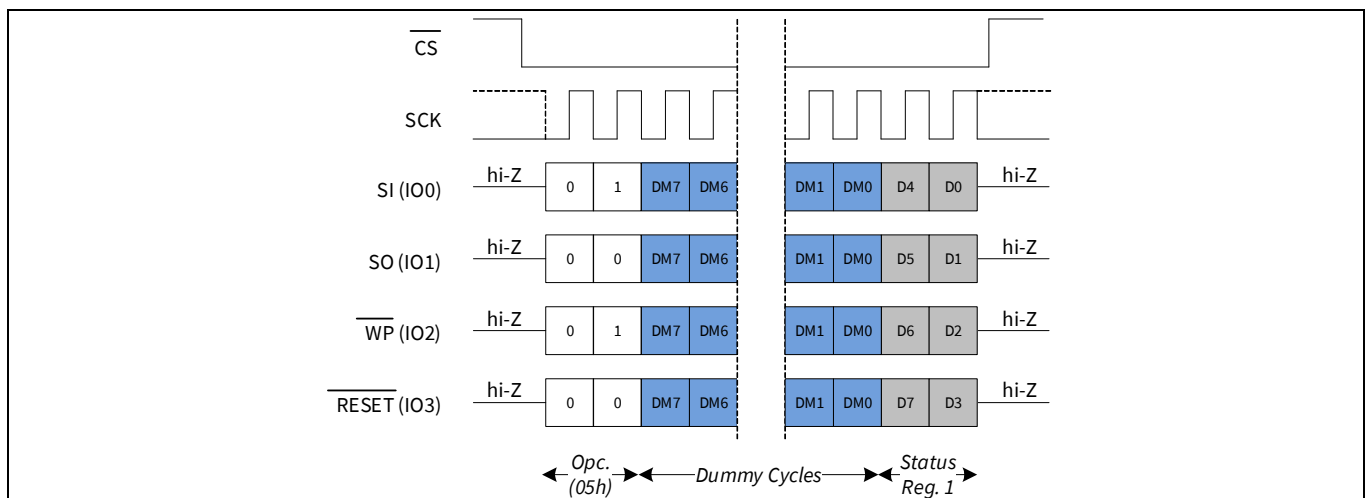 CS
SCK
SI (IO0) hi-Z 0 1 DM7 DM6 DM1 DM0 D4 D0 hi-Z
SO (IO1) hi-Z 0 0 DM7 DM6 DM1 DM0 D5 D1 hi-Z
WP (IO2) hi-Z 0 1 DM7 DM6 DM1 DM0 D6 D2 hi-Z
RESET (IO3) hi-Z 0 0 DM7 DM6 DM1 DM0 D7 D3 hi-Z
Opc. (05h)
Dummy Cycles
Status Reg. 1